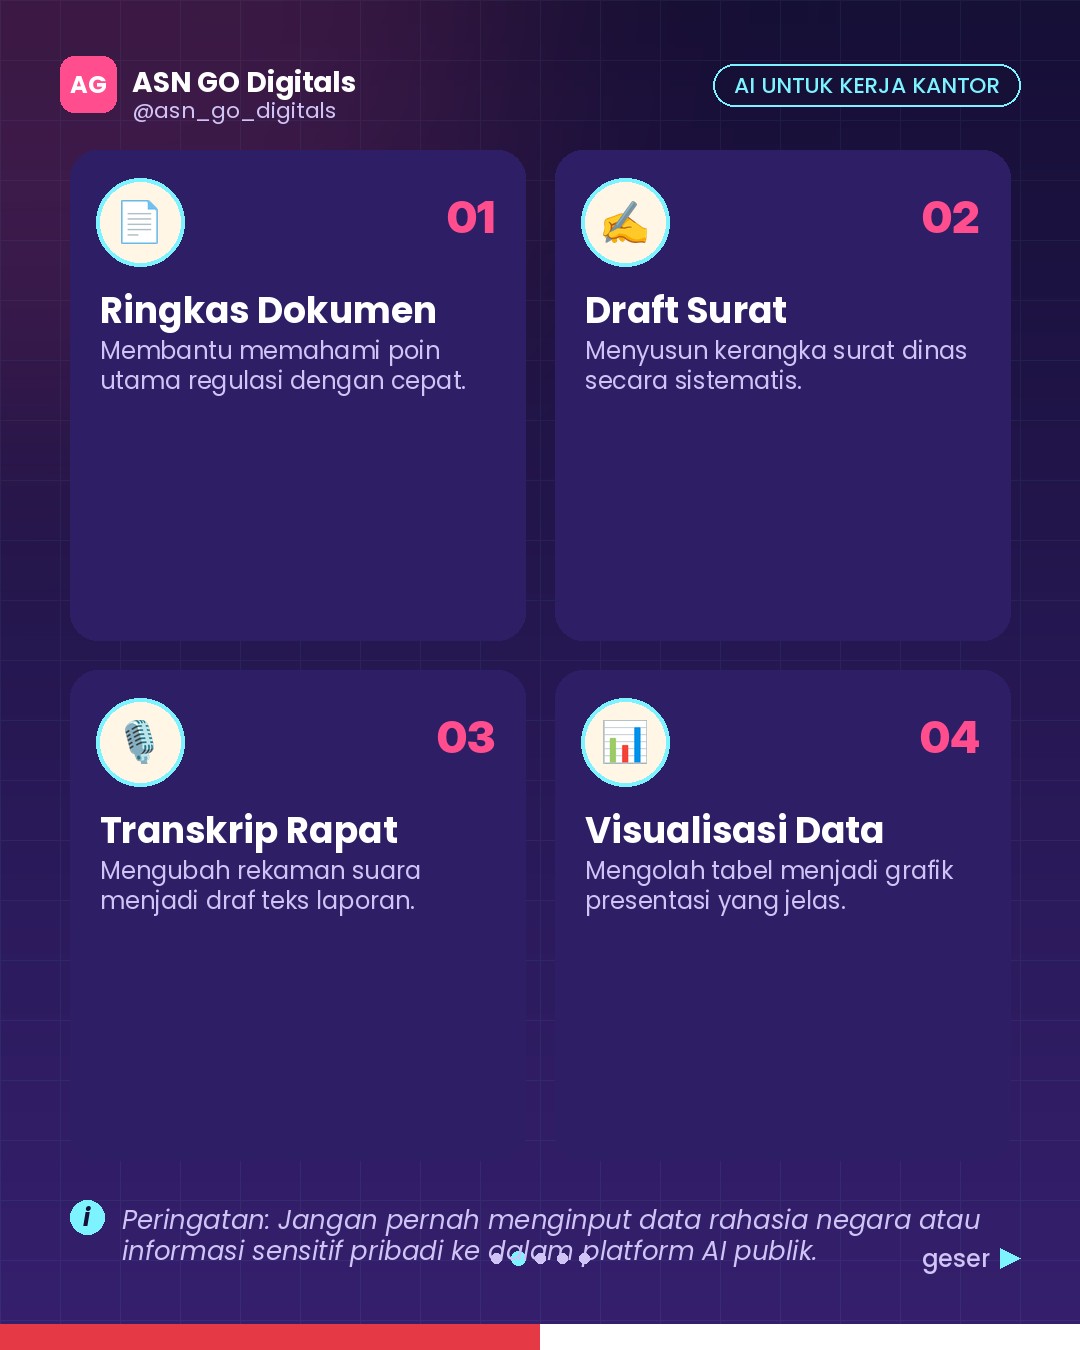 AG
ASN GO Digitals
@asn_go_digitals
AI UNTUK KERJA KANTOR
01
Ringkas Dokumen
Membantu memahami poin
utama regulasi dengan cepat.
02
Draft Surat
Menyusun kerangka surat dinas
secara sistematis.
03
Transkrip Rapat
Mengubah rekaman suara
menjadi draf teks laporan.
04
Visualisasi Data
Mengolah tabel menjadi grafik
presentasi yang jelas.
i
Peringatan: Jangan pernah menginput data rahasia negara atau
informasi sensitif pribadi ke dalam platform AI publik.
geser